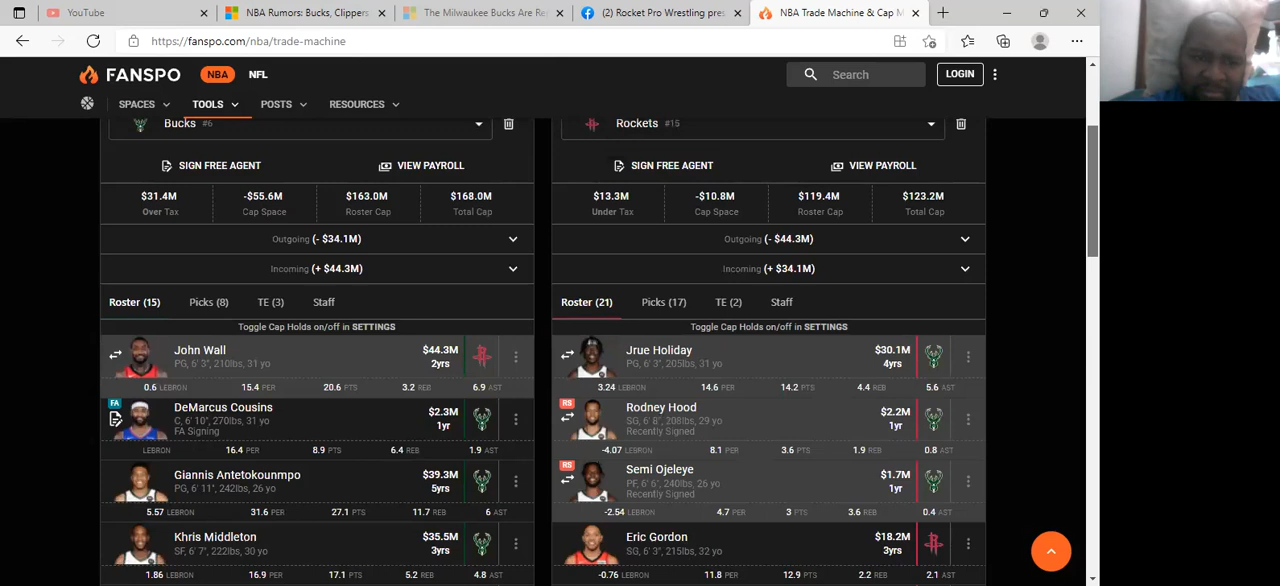 YouTube
NBA Rumors: Bucks, Clippers
The Milwaukee Bucks Are Re
(2) Rocket Pro Wrestling pres
NBA Trade Machine & Cap M
https://fanspo.com/nba/trade-machine
FANSPO NBA NFL
Search
LOGIN
SPACES TOOLS POSTS RESOURCES
Bucks #6
Rockets #15
SIGN FREE AGENT VIEW PAYROLL
SIGN FREE AGENT VIEW PAYROLL
$31.4M -$55.6M $163.0M $168.0M
Over Tax Cap Space Roster Cap Total Cap
$13.3M -$10.8M $119.4M $123.2M
Under Tax Cap Space Roster Cap Total Cap
Outgoing (- $34.1M)
Outgoing (- $44.3M)
Incoming (+ $44.3M)
Incoming (+ $34.1M)
Roster (15) Picks (8) TE (3) Staff
Roster (21) Picks (17) TE (2) Staff
Toggle Cap Holds on/off in SETTINGS
Toggle Cap Holds on/off in SETTINGS
John Wall $44.3M
PG, 6' 3", 210lbs, 31 yo 2yrs
0.6 LEBRON 15.4 PER 20.6 PTS 3.2 REB 6.9 AST
Jrue Holiday $30.1M
PG, 6' 3", 205lbs, 31 yo 4yrs
3.24 LEBRON 14.6 PER 14.2 PTS 4.4 REB 5.6 AST
FA DeMarcus Cousins $2.3M
C, 6' 10", 270lbs, 31 yo 1yr
FA Signing
LEBRON 16.4 PER 8.9 PTS 6.4 REB 1.9 AST
RS Rodney Hood $2.2M
SG, 6' 8", 208lbs, 29 yo 1yr
Recently Signed
-4.07 LEBRON 8.1 PER 3.6 PTS 1.9 REB 0.8 AST
Giannis Antetokounmpo $39.3M
PG, 6' 11", 242lbs, 26 yo 5yrs
5.57 LEBRON 31.6 PER 27.1 PTS 11.7 REB 6 AST
RS Semi Ojeleye $1.7M
PF, 6' 6", 240lbs, 26 yo 1yr
Recently Signed
-2.54 LEBRON 4.7 PER 3 PTS 3.6 REB 0.4 AST
Khris Middleton $35.5M
SF, 6' 7", 222lbs, 30 yo 3yrs
1.86 LEBRON 16.9 PER 17.1 PTS 5.2 REB 4.8 AST
Eric Gordon $18.2M
SG, 6' 3", 215lbs, 32 yo 3yrs
-0.76 LEBRON 11.8 PER 12.9 PTS 2.2 REB 2.1 AST